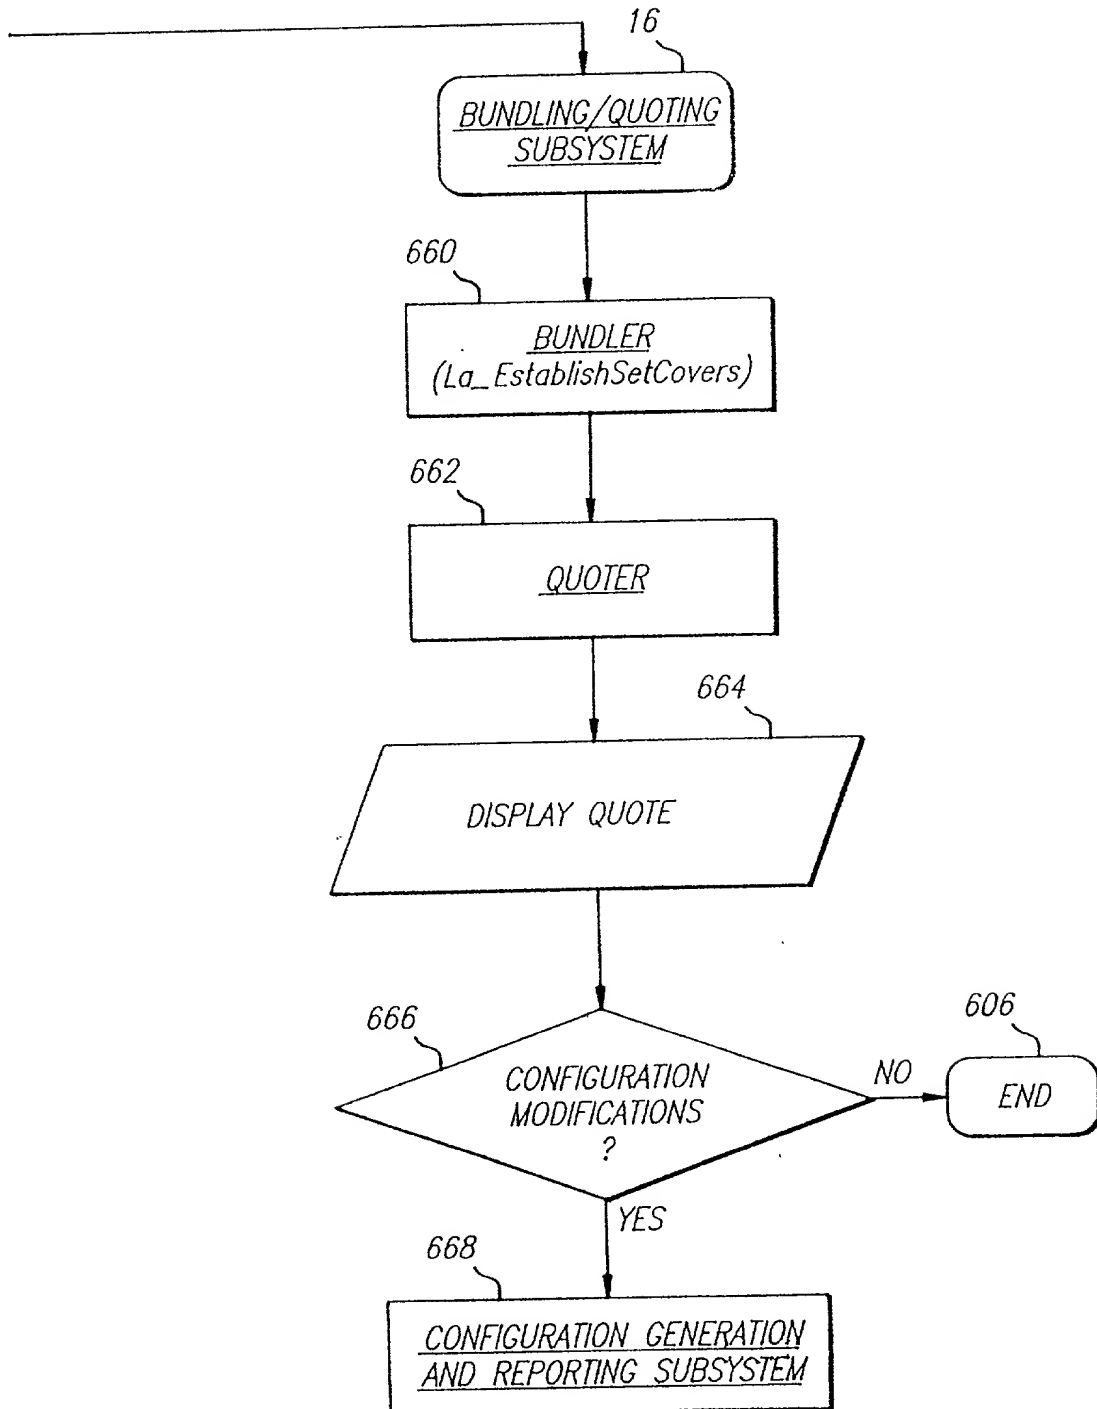 16
BUNDLING/QUOTING
SUBSYSTEM
660
BUNDLER
(La_EstablishSetCovers)
662
QUOTER
664
DISPLAY QUOTE
666
CONFIGURATION
MODIFICATIONS
?
NO
606
END
YES
668
CONFIGURATION GENERATION
AND REPORTING SUBSYSTEM